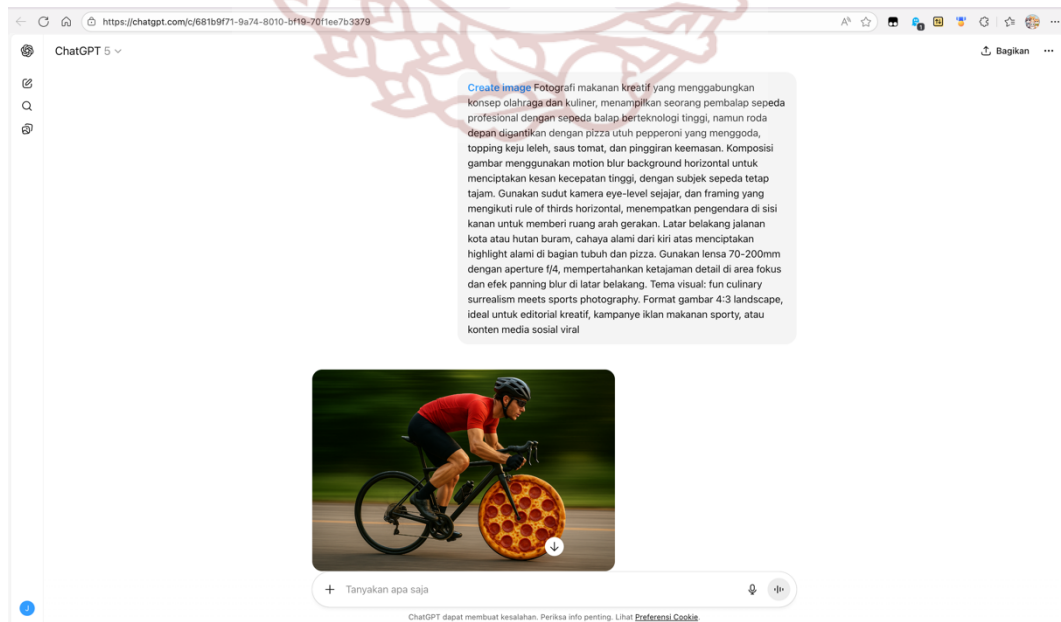 https://chatgpt.com/c/681b9f71-9a74-8010-bf19-70f1ee7b3379
ChatGPT 5
Bagikan
Create image Fotografi makanan kreatif yang menggabungkan
konsep olahraga dan kuliner, menampilkan seorang pembalap sepeda
profesional dengan sepeda balap berteknologi tinggi, namun roda
depan digantikan dengan pizza utuh pepperoni yang menggoda,
topping keju leleh, saus tomat, dan pinggiran keemasan. Komposisi
gambar menggunakan motion blur background horizontal untuk
menciptakan kesan kecepatan tinggi, dengan subjek sepeda tetap
tajam. Gunakan sudut kamera eye-level sejajar, dan framing yang
mengikuti rule of thirds horizontal, menempatkan pengendara di sisi
kanan untuk memberi ruang arah gerakan. Latar belakang jalanan
kota atau hutan buram, cahaya alami dari kiri atas menciptakan
highlight alami di bagian tubuh dan pizza. Gunakan lensa 70-200mm
dengan aperture f/4, mempertahankan ketajaman detail di area fokus
dan efek panning blur di latar belakang. Tema visual: fun culinary
surrealism meets sports photography. Format gambar 4:3 landscape,
ideal untuk editorial kreatif, kampanye iklan makanan sporty, atau
konten media sosial viral
Tanyakan apa saja
J
ChatGPT dapat membuat kesalahan. Periksa info penting. Lihat Preferensi Cookie.